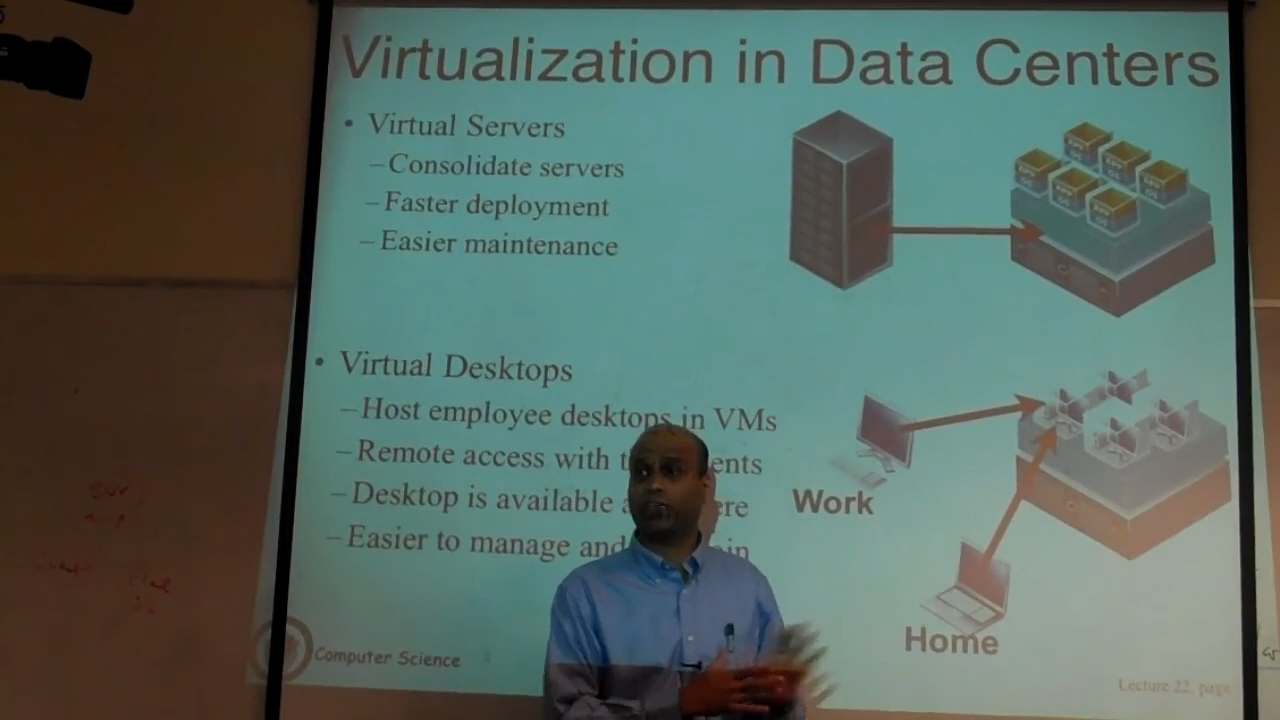 Virtualization in Data Centers
• Virtual Servers
– Consolidate servers
– Faster deployment
– Easier maintenance
• Virtual Desktops
– Host employee desktops in VMs
– Remote access with
– Desktop is available
– Easier to manage and
Work
Home
Computer Science
Lecture 22, page